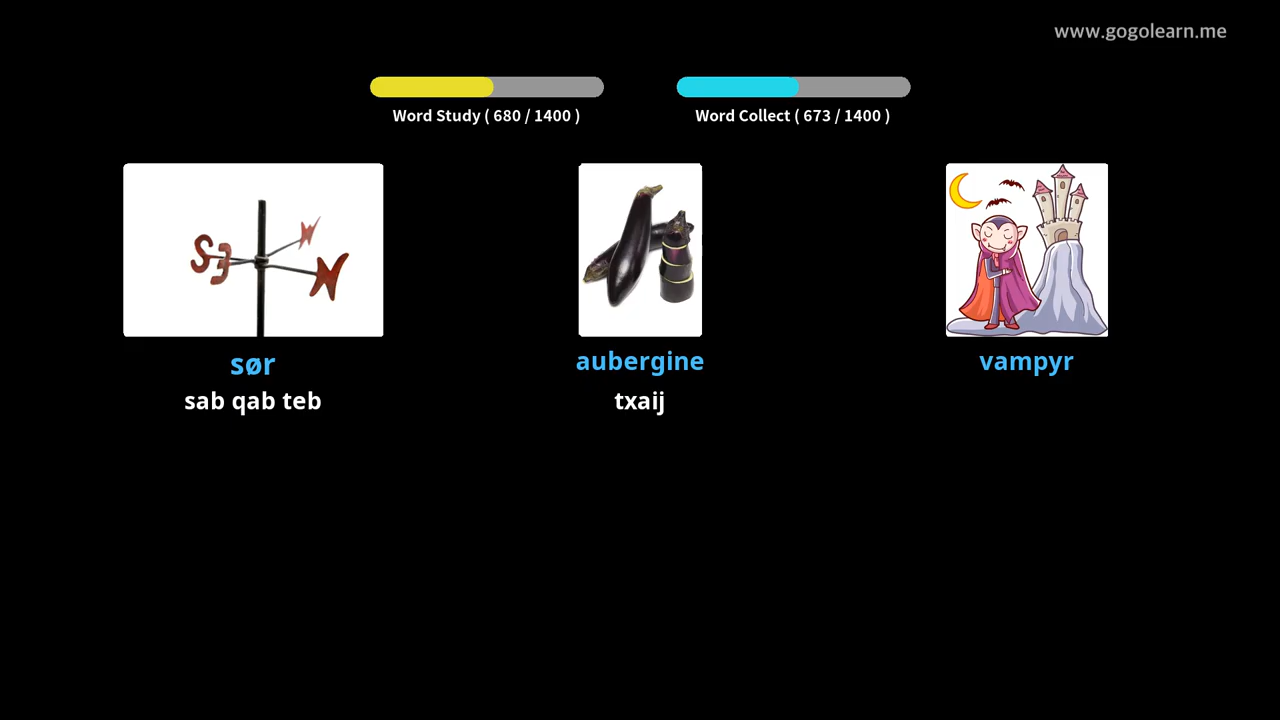 www.gogolearn.me
Word Study ( 680 / 1400 )
Word Collect ( 673 / 1400 )
S E N N
sør
aubergine
vampyr
sab qab teb
txaij